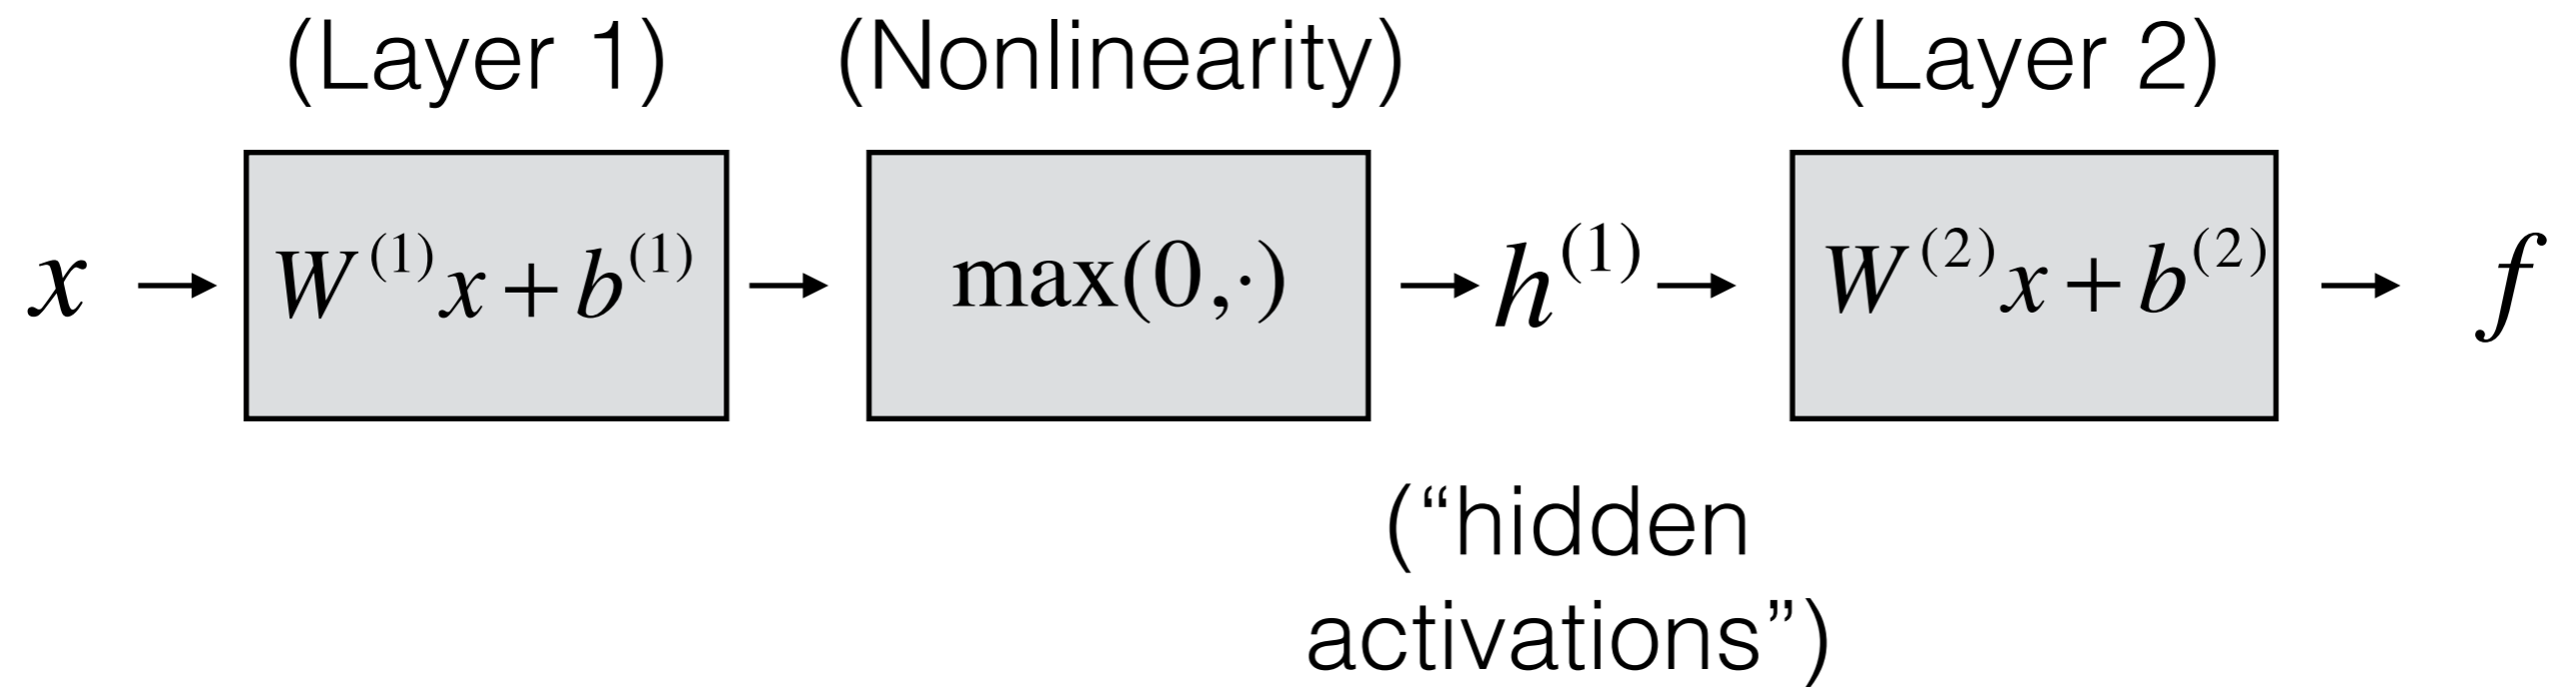 (Layer 1) (Nonlinearity) (Layer 2)
x → W⁽¹⁾x + b⁽¹⁾ → max(0,·) → h⁽¹⁾ → W⁽²⁾x + b⁽²⁾ → f
(“hidden
activations”)